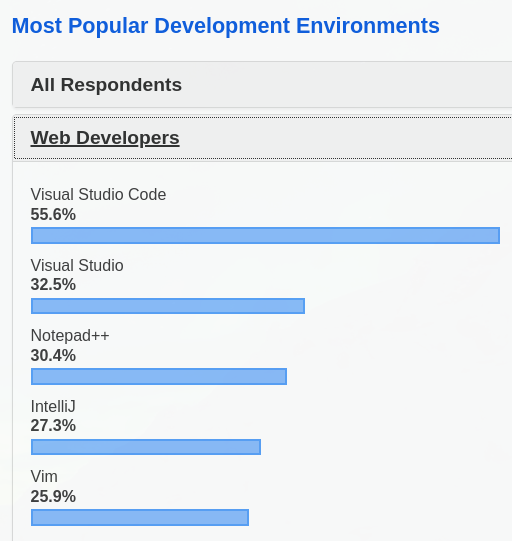 Most Popular Development Environments
All Respondents
Web Developers
Visual Studio Code
55.6%
Visual Studio
32.5%
Notepad++
30.4%
IntelliJ
27.3%
Vim
25.9%